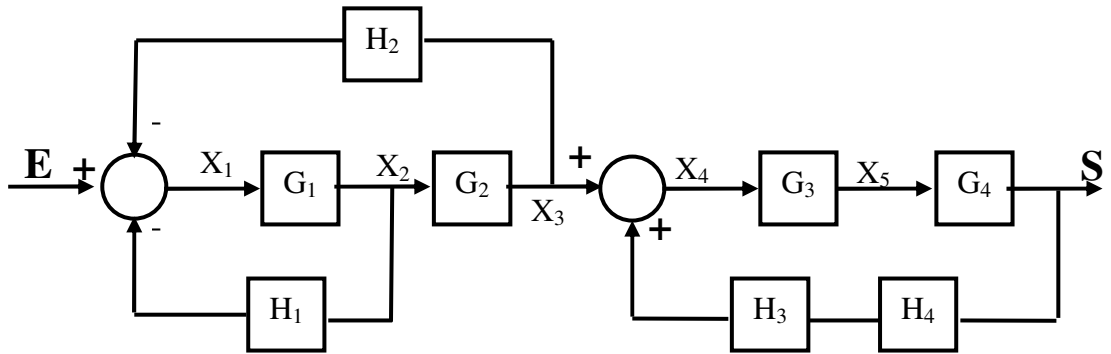 H₂
-
E + X₁ G₁ X₂ G₂ X₃ + X₄ G₃ X₅ G₄ S
- +
H₁ H₃ H₄